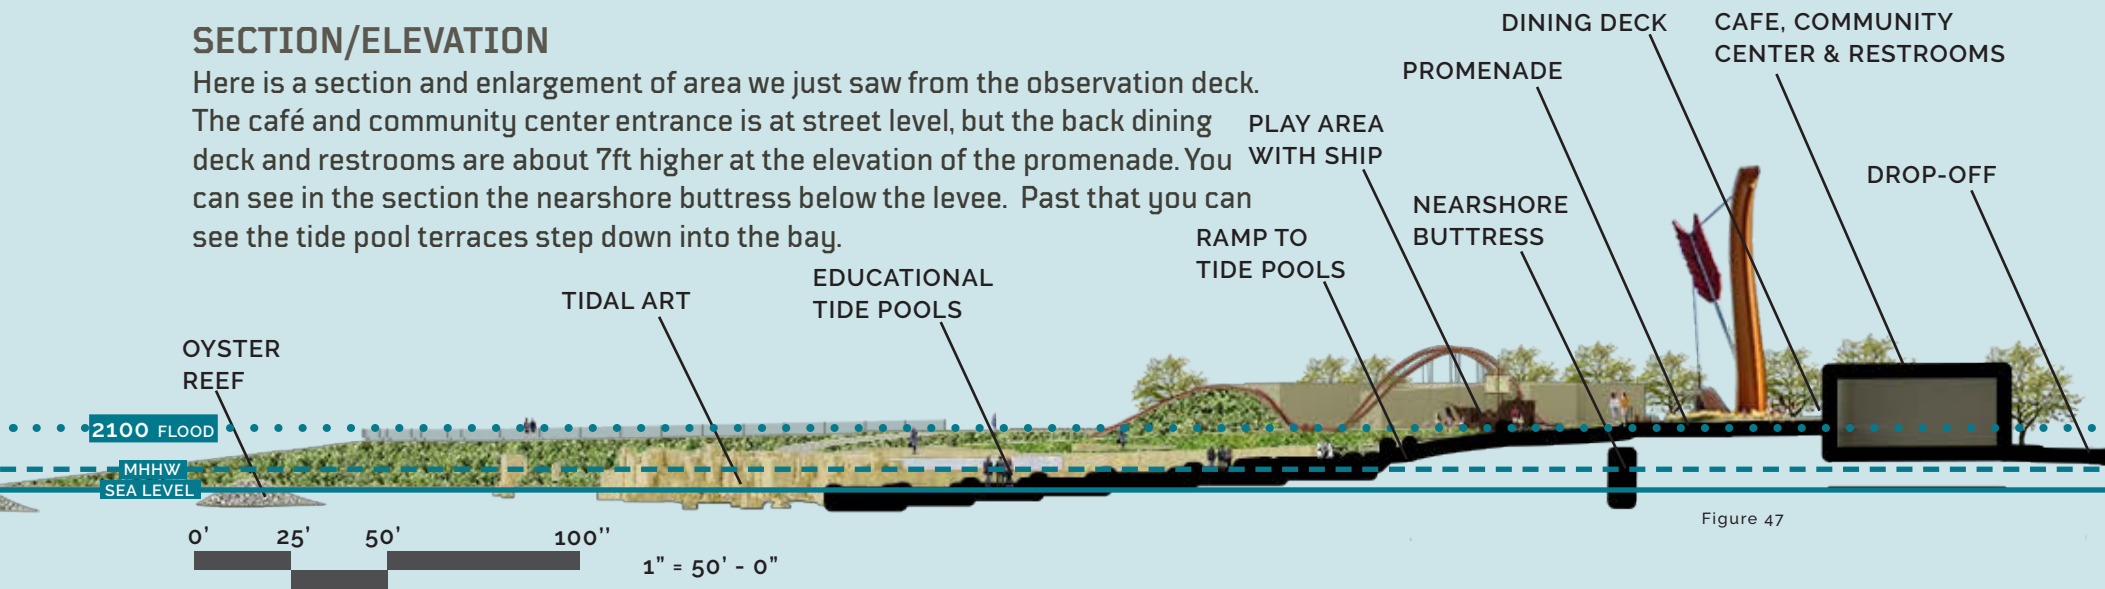 SECTION/ELEVATION
Here is a section and enlargement of area we just saw from the observation deck.
The café and community center entrance is at street level, but the back dining
deck and restrooms are about 7ft higher at the elevation of the promenade. You
can see in the section the nearshore buttress below the levee.  Past that you can
see the tide pool terraces step down into the bay.
OYSTER
REEF
TIDAL ART
EDUCATIONAL
TIDE POOLS
RAMP TO
TIDE POOLS
PLAY AREA
WITH SHIP
NEARSHORE
BUTTRESS
PROMENADE
DINING DECK
CAFE, COMMUNITY
CENTER & RESTROOMS
DROP-OFF
2100 FLOOD
MHHW
SEA LEVEL
0’ 25’ 50’ 100’’
1” = 50’ - 0”
Figure 47